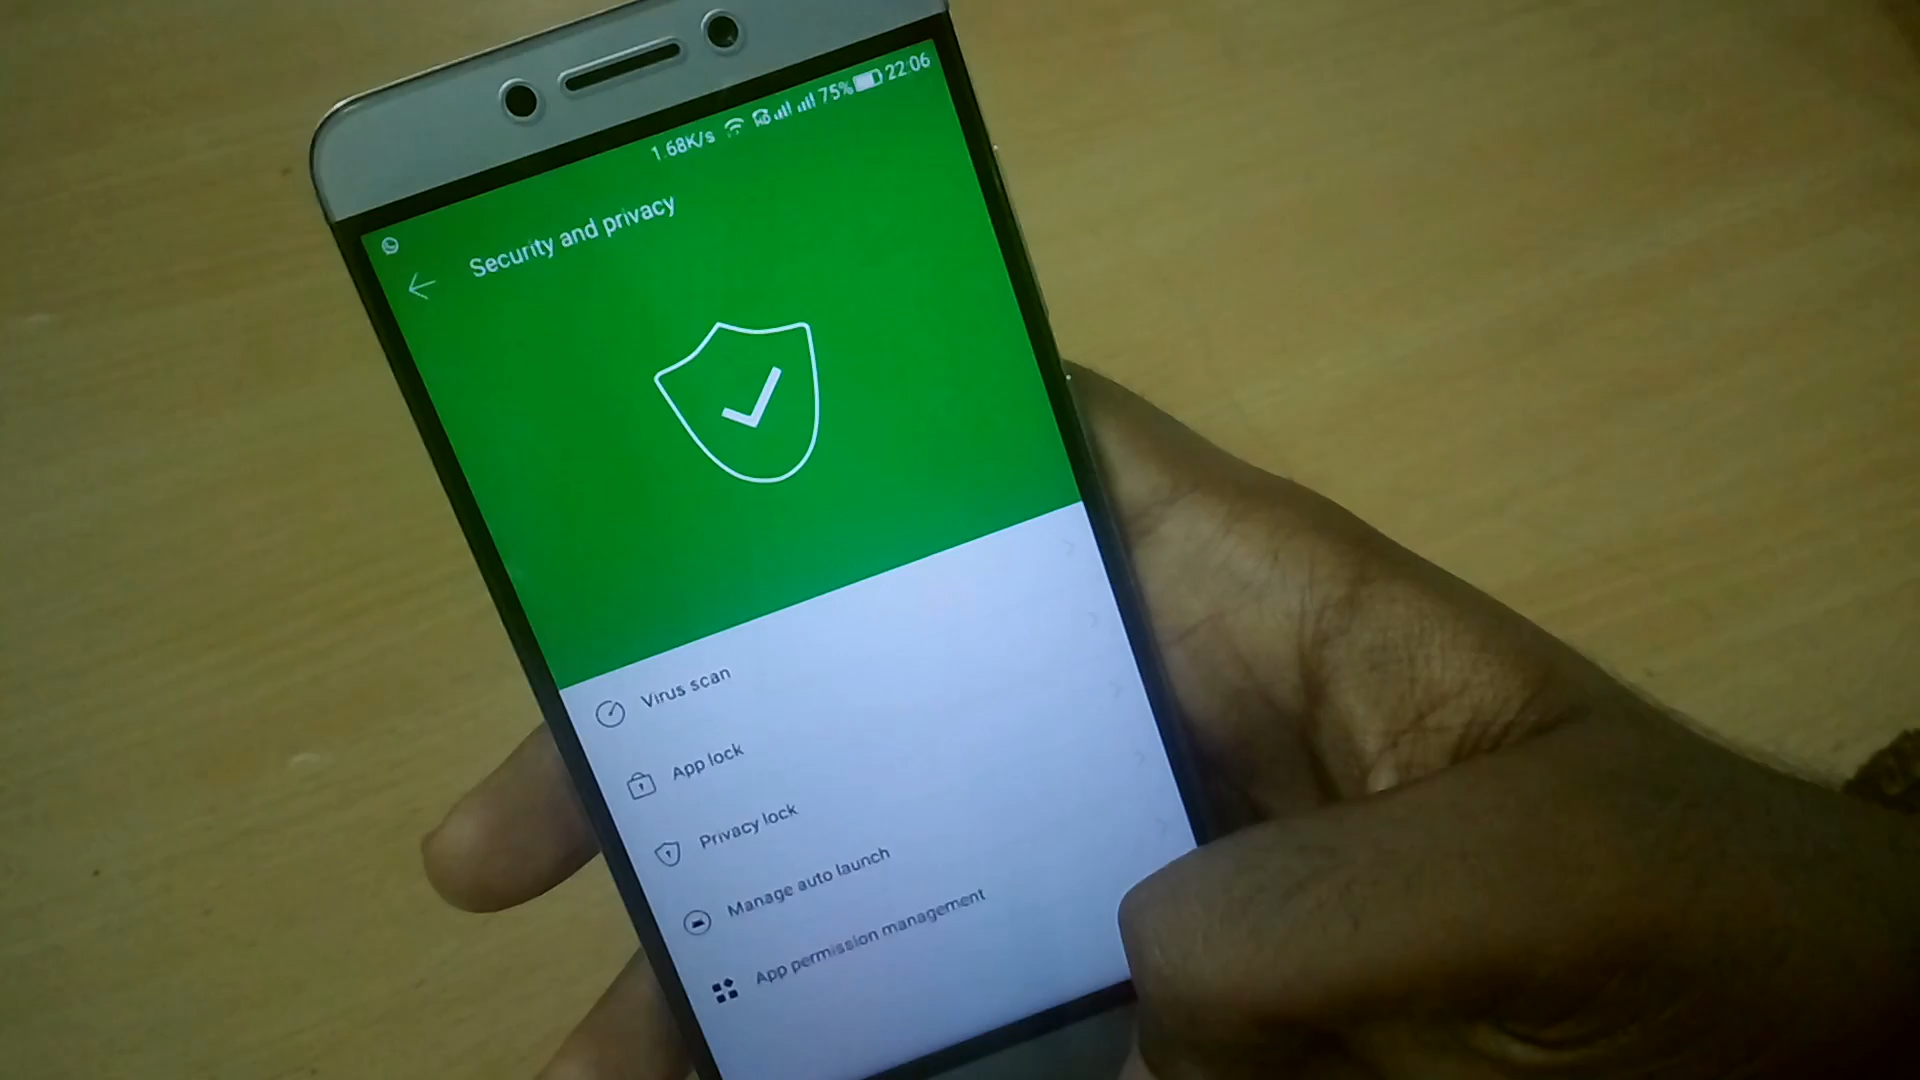 1.68K/s 75% 22:06
Security and privacy
Virus scan
App lock
Privacy lock
Manage auto launch
App permission management